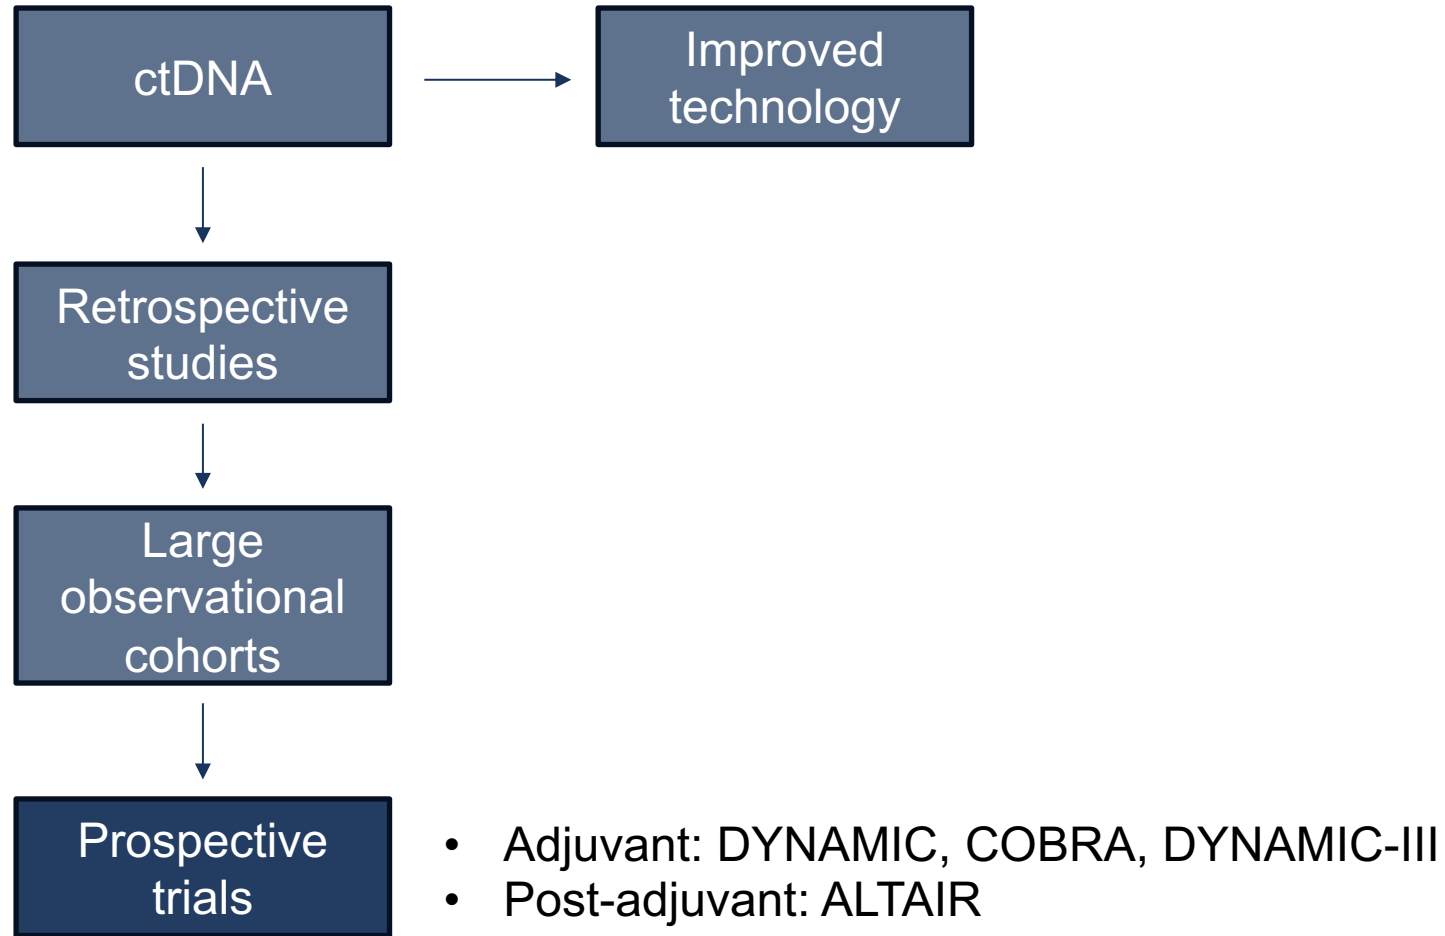 ctDNA
Improved
technology
Retrospective
studies
Large
observational
cohorts
Prospective
trials
• Adjuvant: DYNAMIC, COBRA, DYNAMIC-III
• Post-adjuvant: ALTAIR